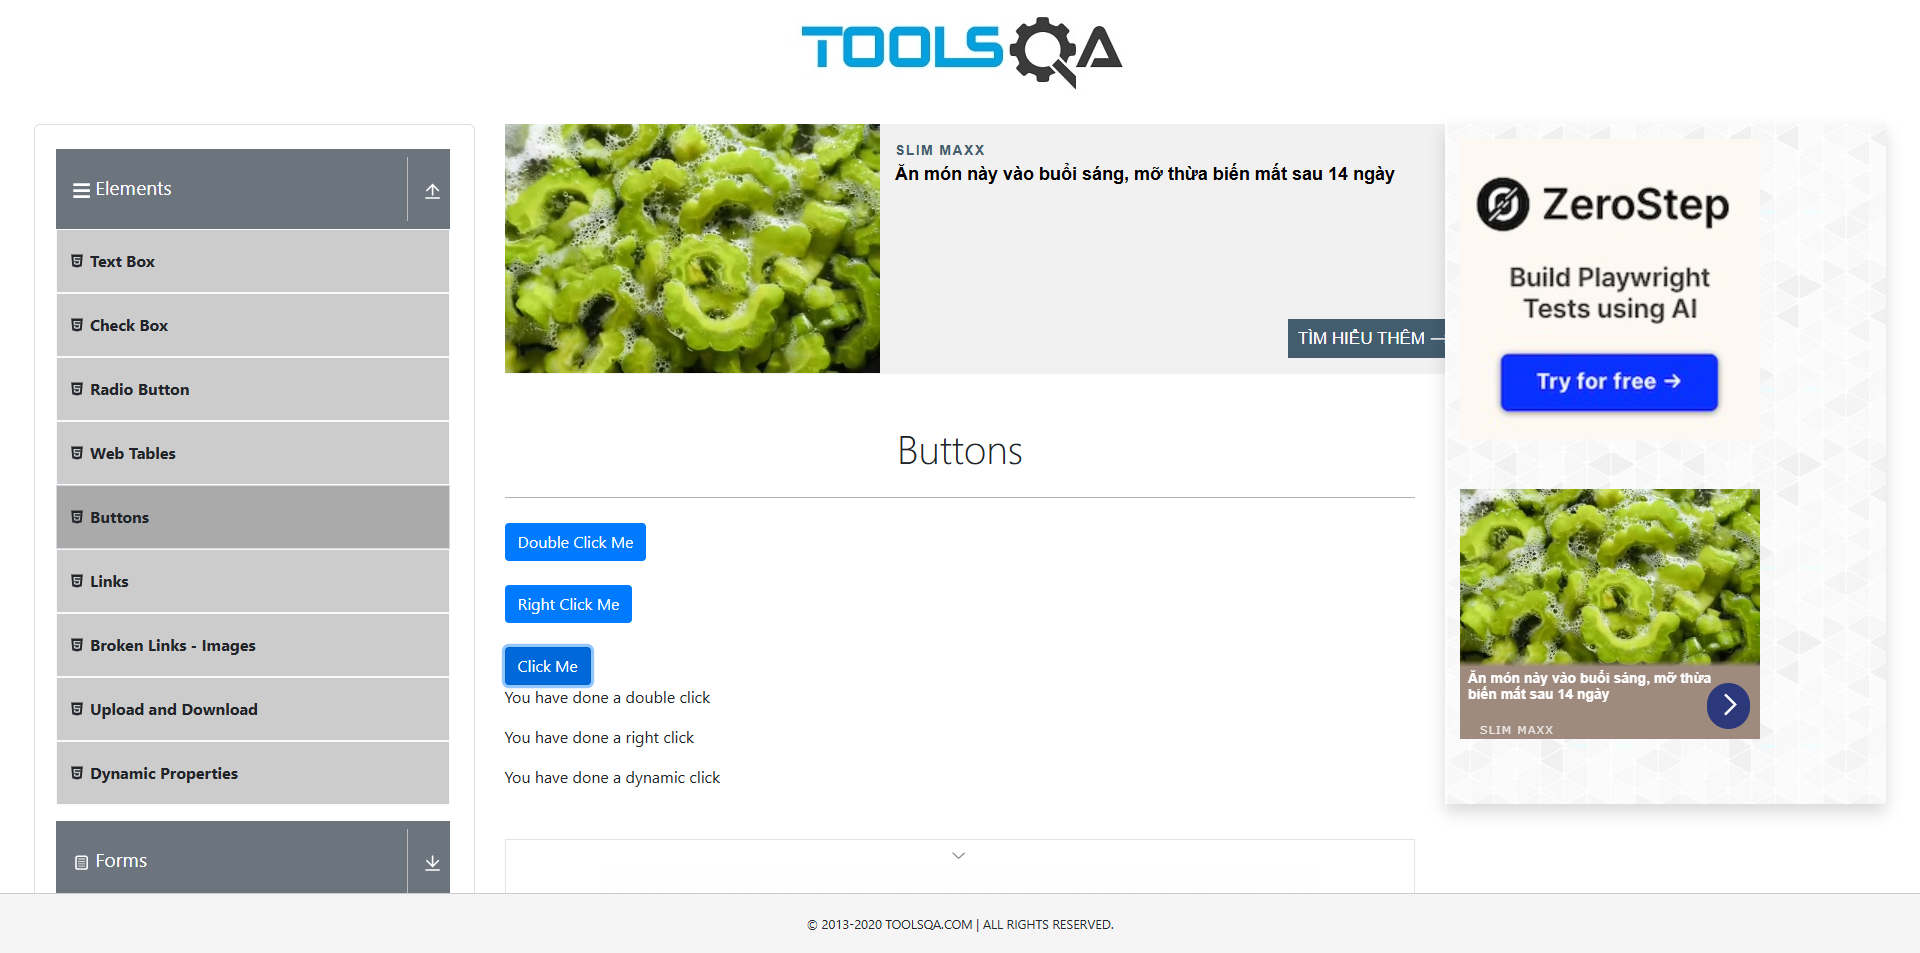 TOOLSQA
Elements
Text Box
Check Box
Radio Button
Web Tables
Buttons
Links
Broken Links - Images
Upload and Download
Dynamic Properties
Forms
SLIM MAXX
Ăn món này vào buổi sáng, mỡ thừa biến mất sau 14 ngày
TÌM HIỂU THÊM
Buttons
Double Click Me
Right Click Me
Click Me
You have done a double click
You have done a right click
You have done a dynamic click
ZeroStep
Build Playwright
Tests using AI
Try for free →
Ăn món này vào buổi sáng, mỡ thừa
biến mất sau 14 ngày
SLIM MAXX
© 2013-2020 TOOLSQA.COM | ALL RIGHTS RESERVED.